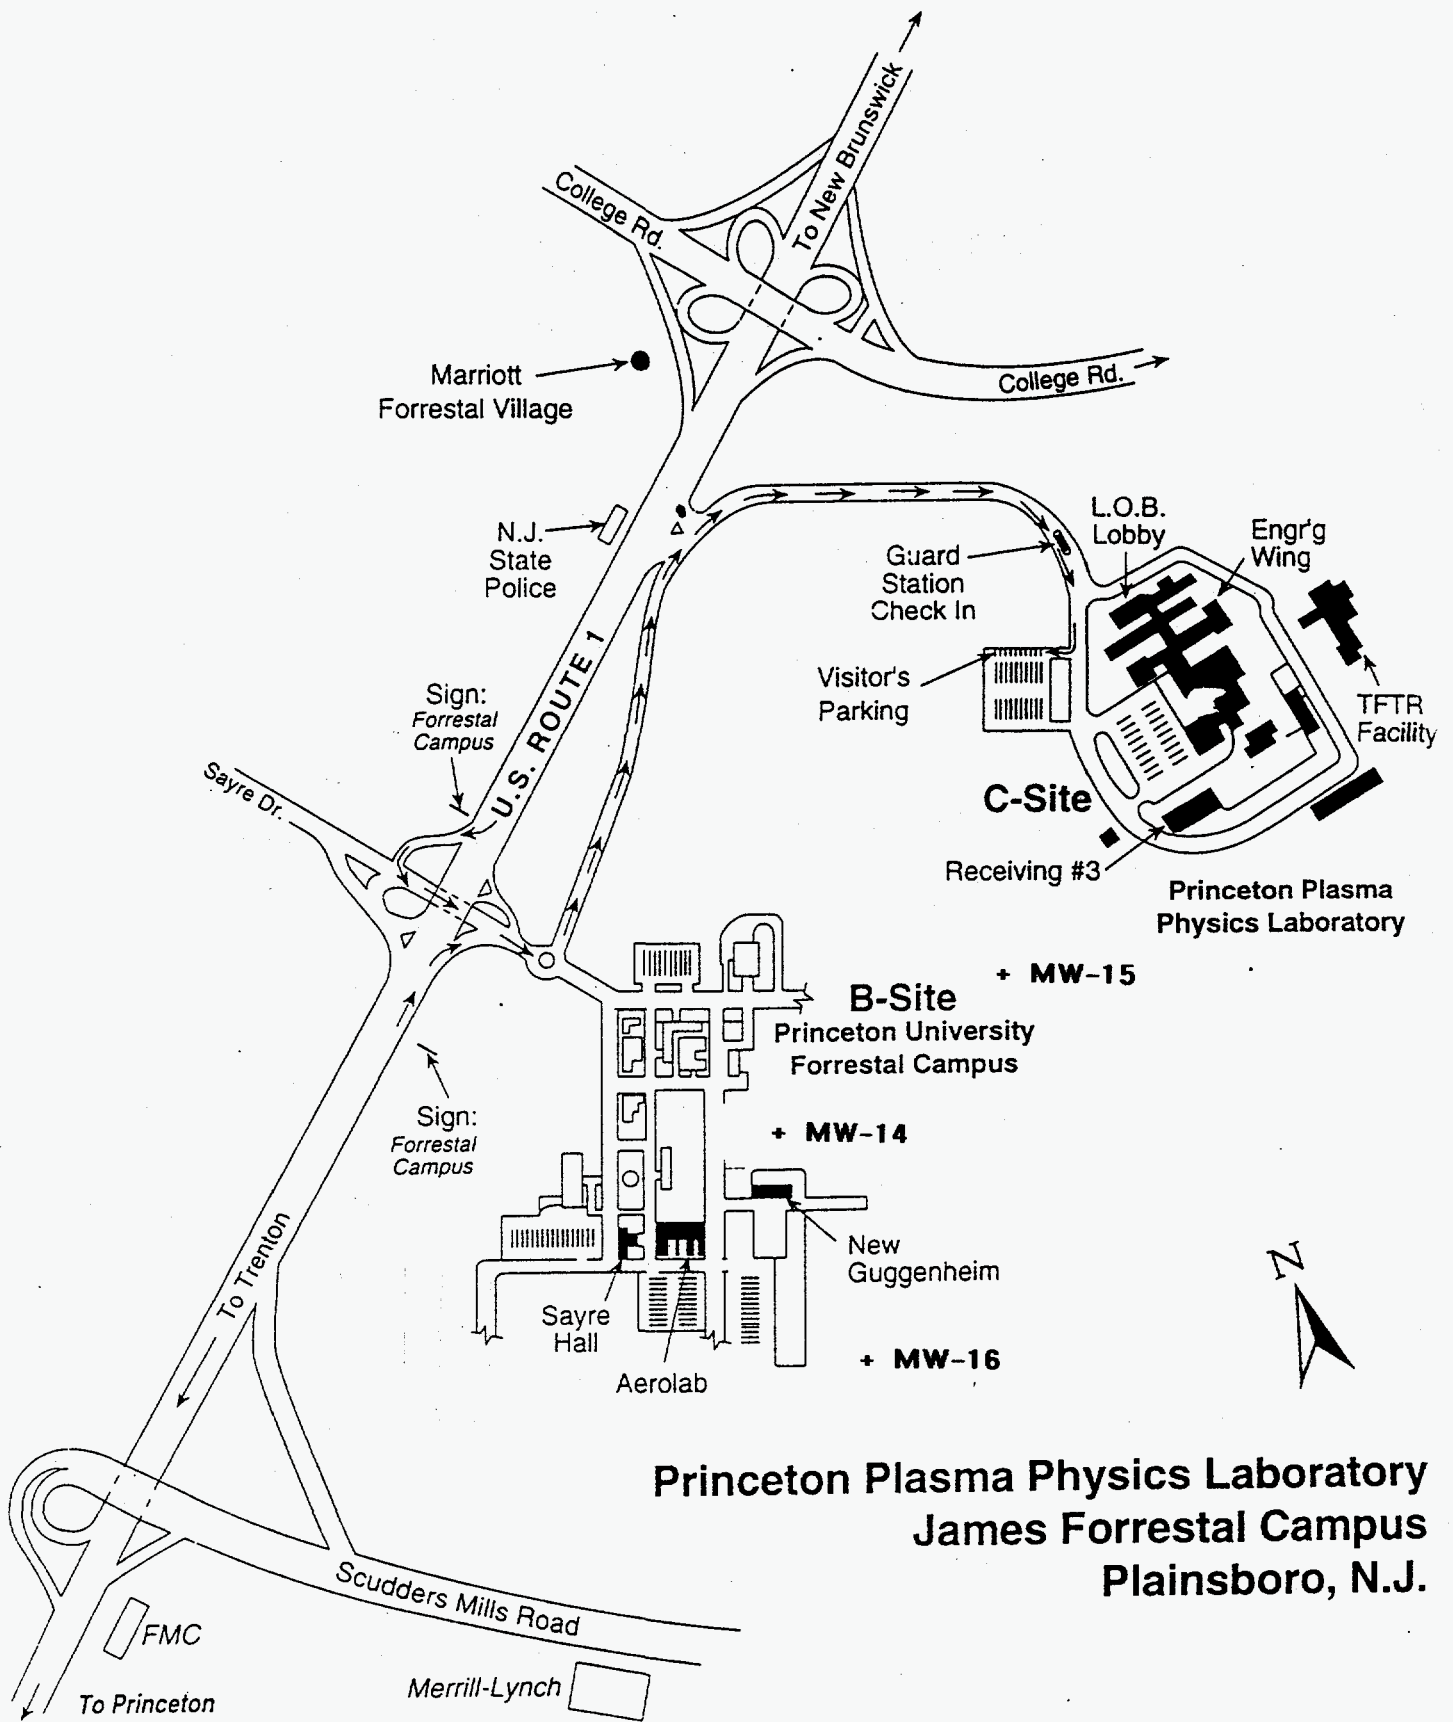 To New Brunswick
College Rd.
College Rd.
Marriott
Forrestal Village
N.J.
State
Police
L.O.B.
Lobby
Engr'g
Wing
Guard
Station
Check In
Visitor's
Parking
TFTR
Facility
U.S. ROUTE 1
Sign:
Forrestal
Campus
Sayre Dr.
C-Site
Receiving #3
Princeton Plasma
Physics Laboratory
+ MW-15
B-Site
Princeton University
Forrestal Campus
Sign:
Forrestal
Campus
+ MW-14
To Trenton
New
Guggenheim
Sayre
Hall
Aerolab
+ MW-16
N
Princeton Plasma Physics Laboratory
James Forrestal Campus
Plainsboro, N.J.
Scudders Mills Road
FMC
Merrill-Lynch
To Princeton